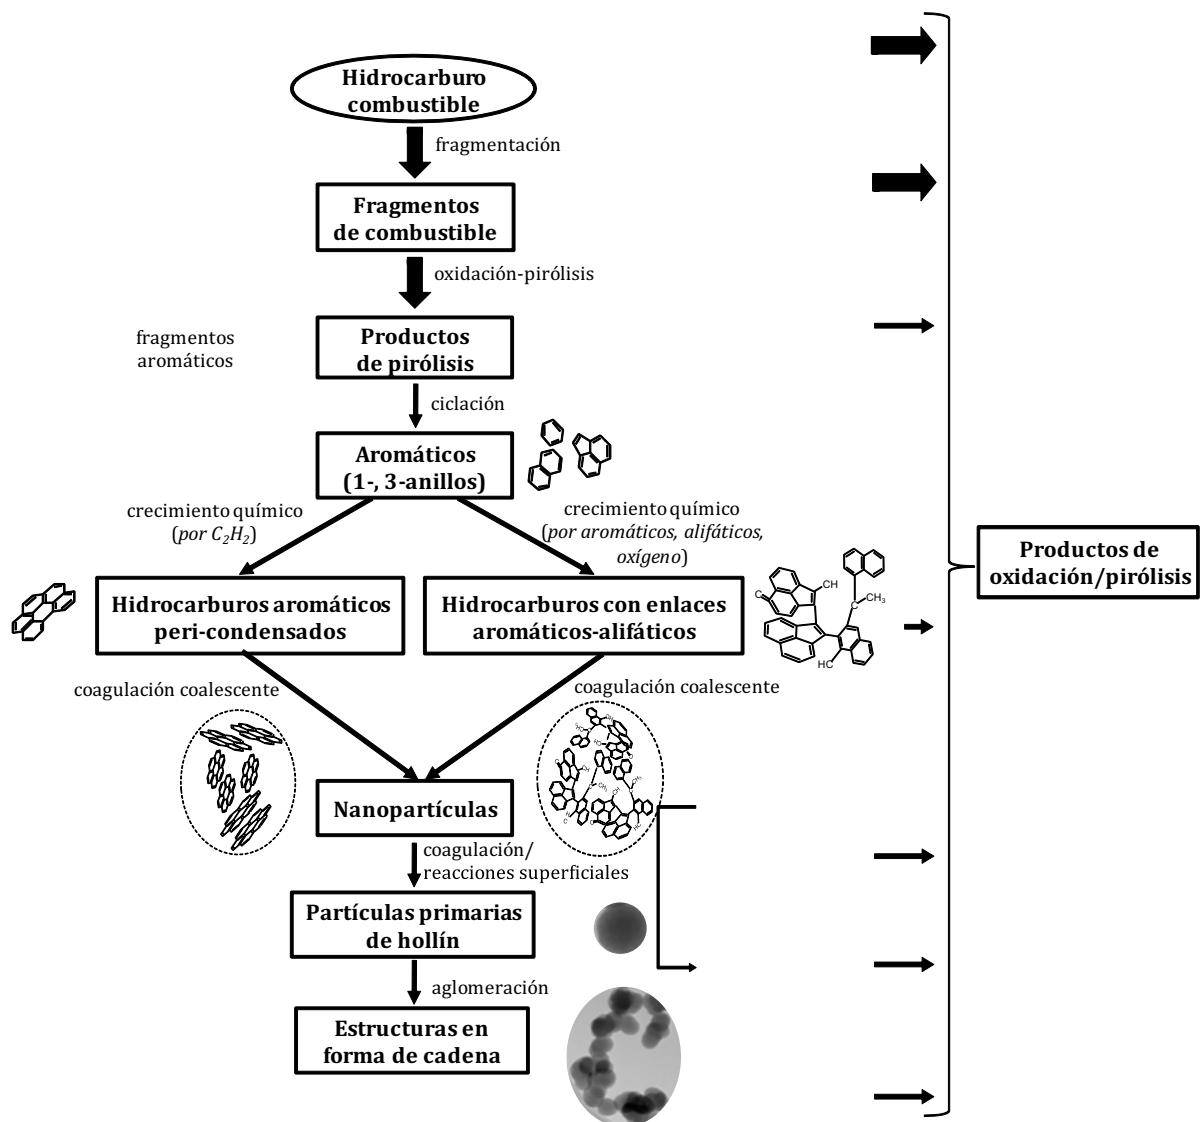 Hidrocarburo
combustible
fragmentación
Fragmentos
de combustible
oxidación-pirólisis
fragmentos
aromáticos
Productos
de pirólisis
ciclación
Aromáticos
(1-, 3-anillos)
crecimiento químico
(por C₂H₂)
crecimiento químico
(por aromáticos, alifáticos,
oxígeno)
Productos de
oxidación/pirólisis
Hidrocarburos aromáticos
peri-condensados
Hidrocarburos con enlaces
aromáticos-alifáticos
C
CH
C
CH₃
HC
coagulación coalescente
coagulación coalescente
Nanopartículas
coagulación/
reacciones superficiales
Partículas primarias
de hollín
aglomeración
Estructuras en
forma de cadena